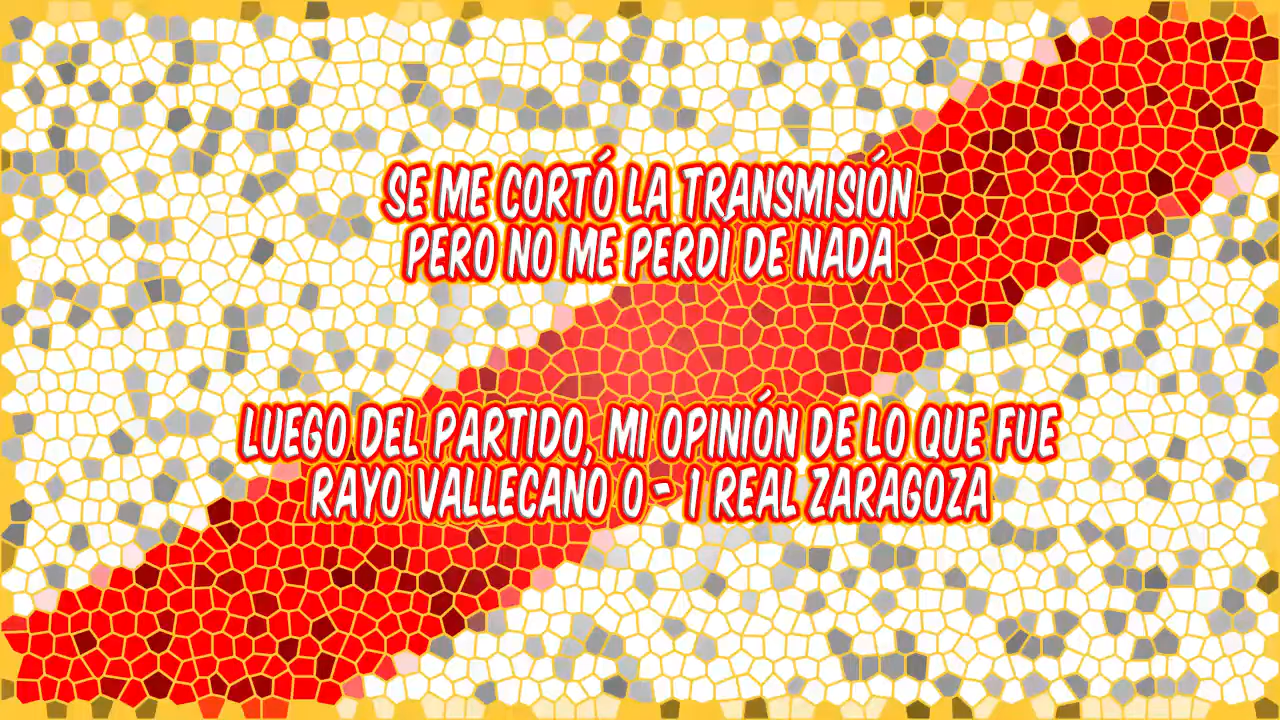 SE ME CORTÓ LA TRANSMISIÓN
PERO NO ME PERDÍ DE NADA
LUEGO DEL PARTIDO, MI OPINIÓN DE LO QUE FUE
RAYO VALLECANO 0 - 1 REAL ZARAGOZA